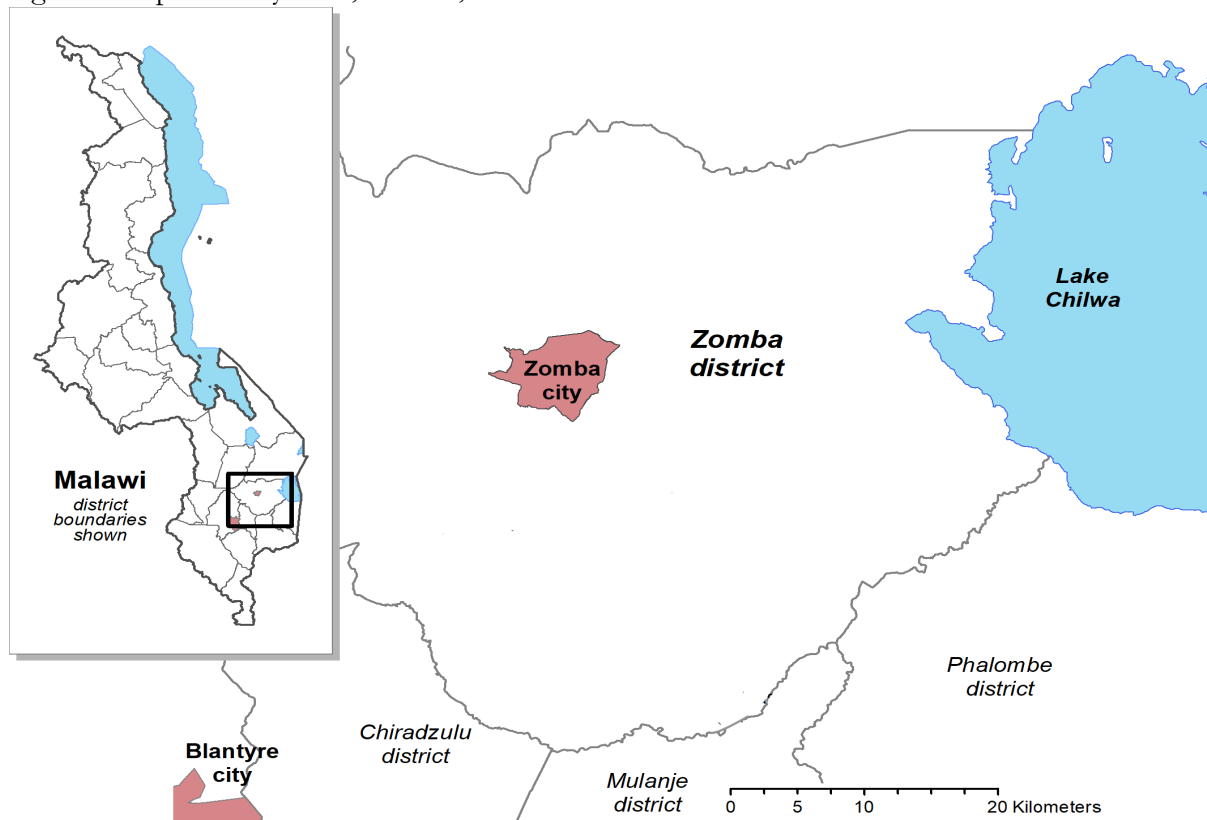 Malawi
district
boundaries
shown
Lake
Chilwa
Zomba
district
Zomba
city
Phalombe
district
Chiradzulu
district
Blantyre
city
Mulanje
district
0 5 10 20 Kilometers